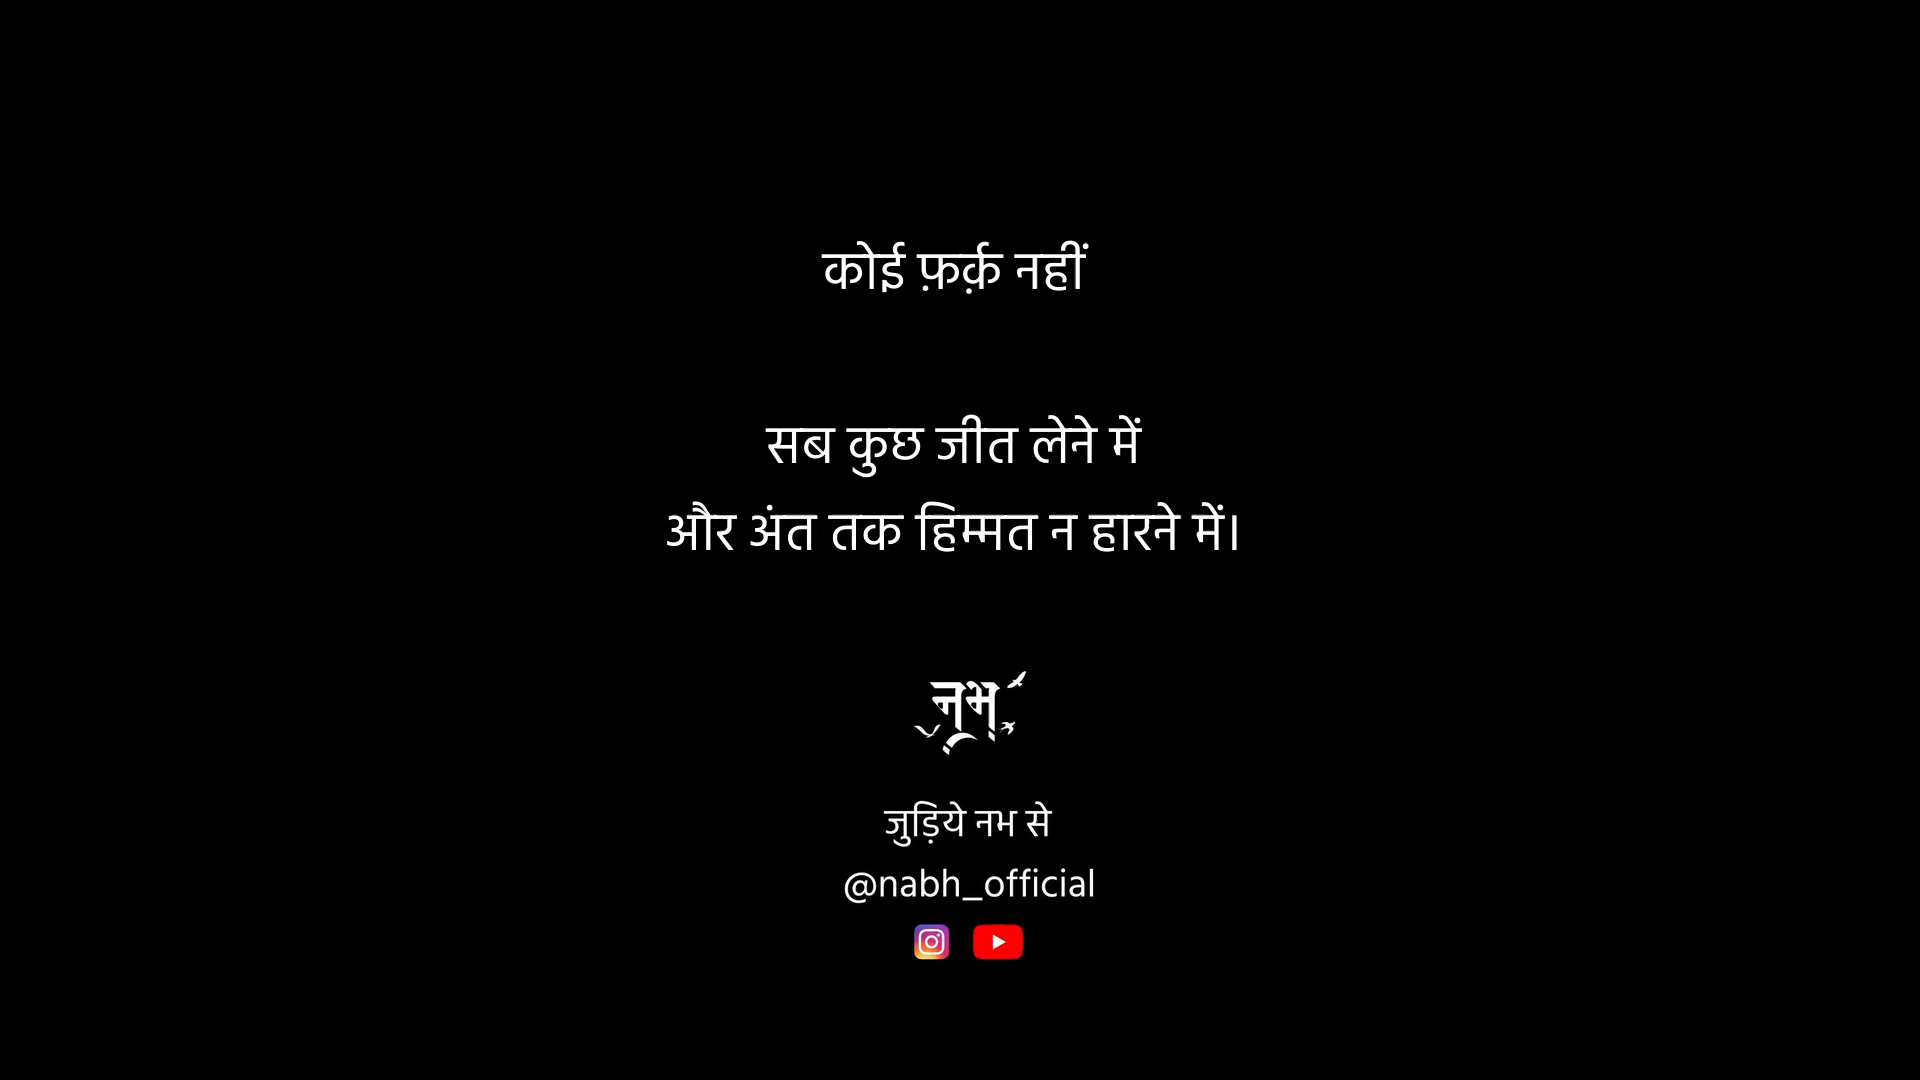 कोई फ़र्क़ नहीं
सब कुछ जीत लेने में
और अंत तक हिम्मत न हारने में।
नभ
जुड़िये नभ से
@nabh_official